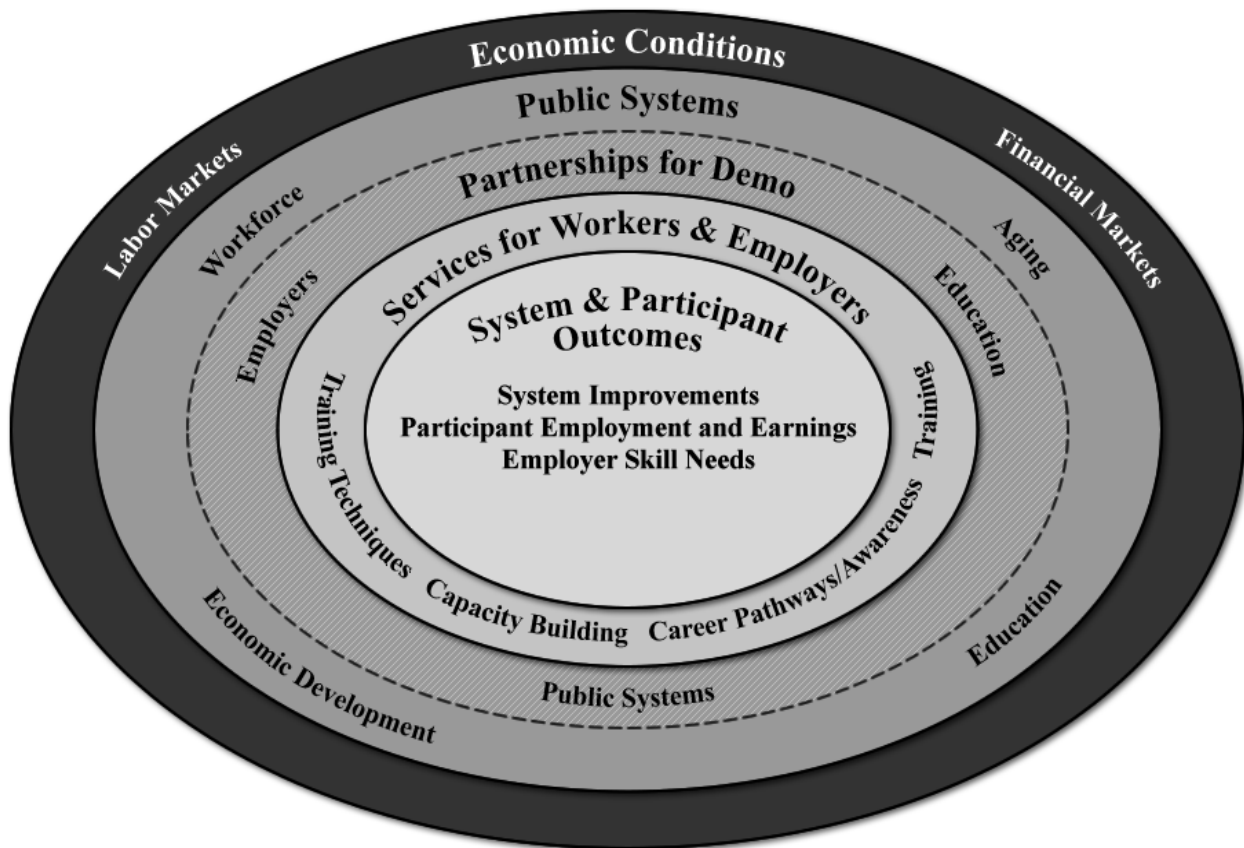 Economic Conditions
Labor Markets
Financial Markets
Public Systems
Workforce
Aging
Economic Development
Education
Partnerships for Demo
Employers
Education
Public Systems
Services for Workers & Employers
Training Techniques
Capacity Building
Career Pathways/Awareness
Training
System & Participant
Outcomes
System Improvements
Participant Employment and Earnings
Employer Skill Needs